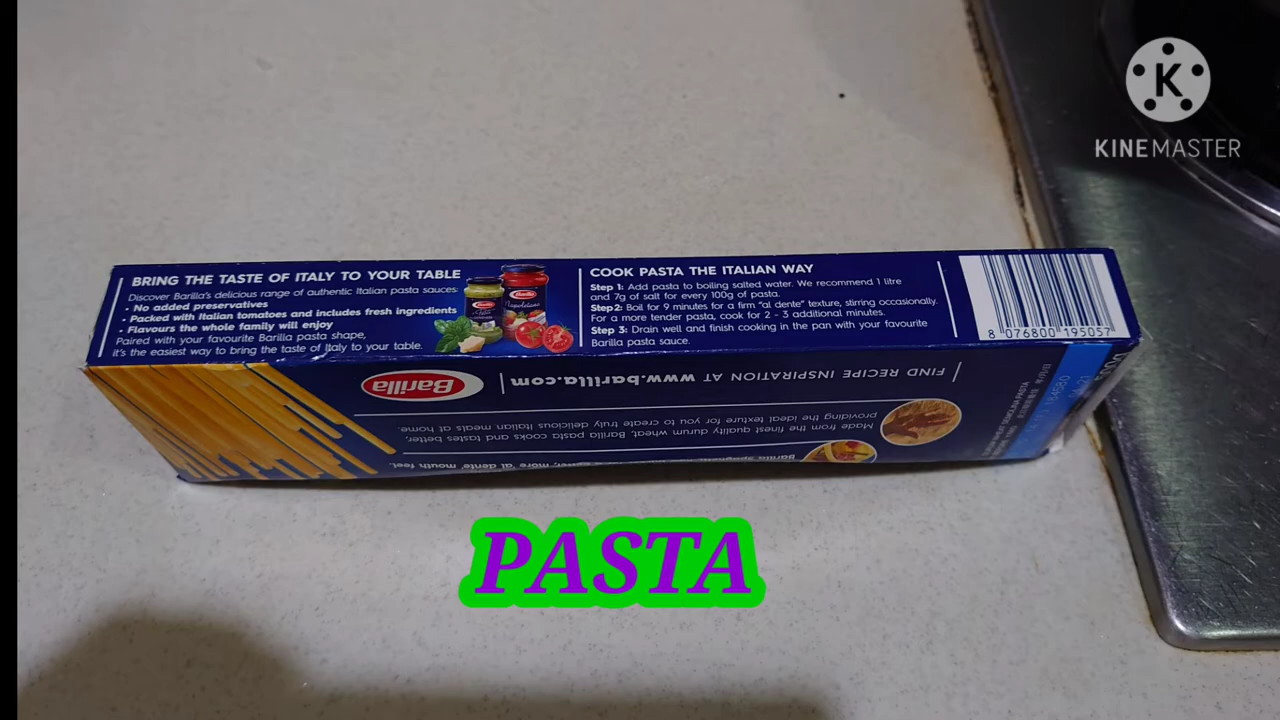 KINEMASTER
BRING THE TASTE OF ITALY TO YOUR TABLE
Discover Barilla's delicious range of authentic Italian pasta sauces:
• No added preservatives
• Packed with Italian tomatoes and includes fresh ingredients
• Flavours the whole family will enjoy
Paired with your favourite Barilla pasta shape,
it's the easiest way to bring the taste of Italy to your table.
Barilla
Barilla
COOK PASTA THE ITALIAN WAY
Step 1: Add pasta to boiling salted water. We recommend 1 litre
and 7g of salt for every 100g of pasta.
Step2: Boil for 9 minutes for a firm "al dente" texture, stirring occasionally.
For a more tender pasta, cook for 2 - 3 additional minutes.
Step 3: Drain well and finish cooking in the pan with your favourite
Barilla pasta sauce.
8 076800 195057
FIND RECIPE INSPIRATION AT www.barilla.com
Barilla
Made from the finest quality durum wheat, Barilla pasta cooks and tastes better,
providing the ideal texture for you to create truly delicious Italian meals at home.
more al dente, mouth feel.
PASTA